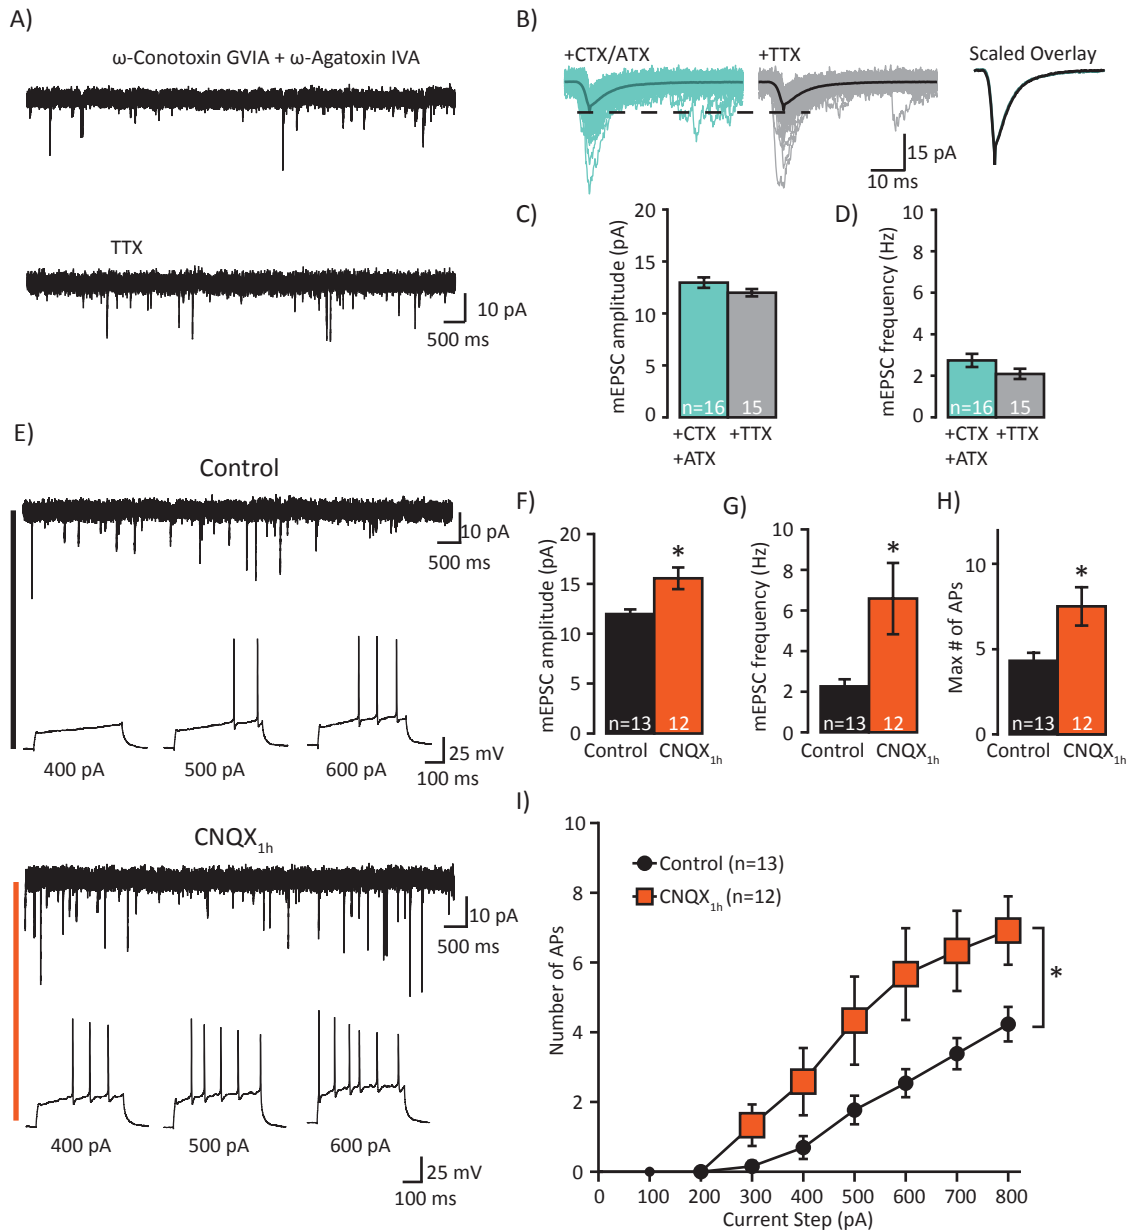 A)
ω-Conotoxin GVIA + ω-Agatoxin IVA
TTX
10 pA
500 ms
B)
+CTX/ATX
+TTX
Scaled Overlay
15 pA
10 ms
C)
mEPSC amplitude (pA)
20
15
10
5
0
n=16
15
+CTX
+ATX
+TTX
D)
mEPSC frequency (Hz)
10
8
6
4
2
0
n=16
15
+CTX
+ATX
+TTX
E)
Control
10 pA
500 ms
400 pA
500 pA
600 pA
25 mV
100 ms
CNQX1h
10 pA
500 ms
400 pA
500 pA
600 pA
25 mV
100 ms
F)
mEPSC amplitude (pA)
20
15
10
5
0
*
n=13
12
Control
CNQX1h
G)
mEPSC frequency (Hz)
10
8
6
4
2
0
*
n=13
12
Control
CNQX1h
H)
Max # of APs
10
5
0
*
n=13
12
Control
CNQX1h
I)
Number of APs
10
8
6
4
2
0
Control (n=13)
CNQX1h (n=12)
*
0 100 200 300 400 500 600 700 800
Current Step (pA)